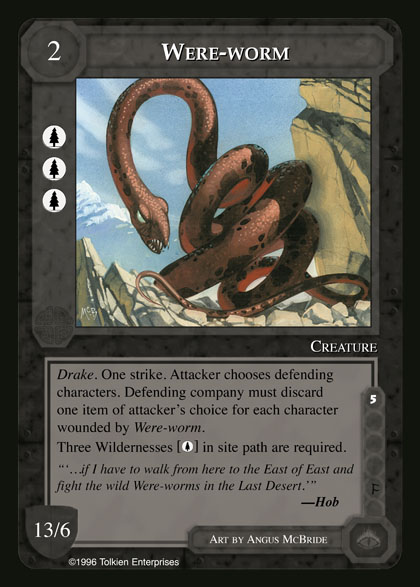 2
WERE-WORM
McB
CREATURE
Drake. One strike. Attacker chooses defending
characters. Defending company must discard
one item of attacker's choice for each character
wounded by Were-worm.
Three Wildernesses [ ] in site path are required.
“‘…if I have to walk from here to the East of East and
fight the wild Were-worms in the Last Desert.’”
—Hob
5
F
13/6
ART BY ANGUS MCBRIDE
©1996 Tolkien Enterprises